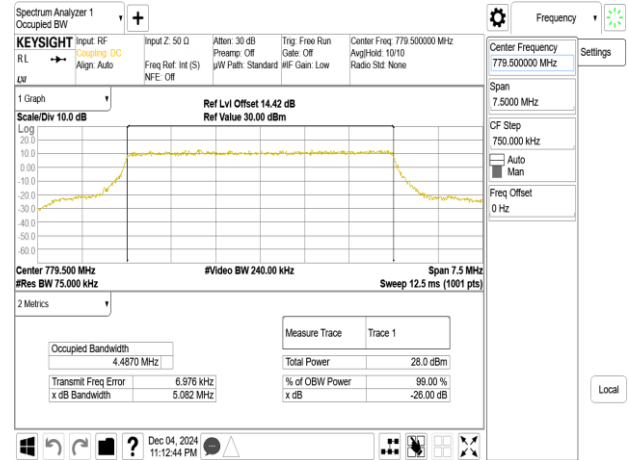 Spectrum Analyzer 1
Occupied BW
Frequency
KEYSIGHT
RL
LXI
Input: RF
Coupling: DC
Align: Auto
Input Z: 50 Ω
Freq Ref: Int (S)
NFE: Off
Atten: 30 dB
Preamp: Off
µW Path: Standard
Trig: Free Run
Gate: Off
#IF Gain: Low
Center Freq: 779.500000 MHz
Avg|Hold: 10/10
Radio Std: None
Center Frequency
779.500000 MHz
Settings
Span
7.5000 MHz
CF Step
750.000 kHz
Auto
Man
Freq Offset
0 Hz
Local
1 Graph
Scale/Div 10.0 dB
Ref Lvl Offset 14.42 dB
Ref Value 30.00 dBm
Log
20.0
10.0
0.00
-10.0
-20.0
-30.0
-40.0
-50.0
-60.0
Center 779.500 MHz
#Video BW 240.00 kHz
Span 7.5 MHz
#Res BW 75.000 kHz
Sweep 12.5 ms (1001 pts)
2 Metrics
Measure Trace
Trace 1
Occupied Bandwidth
4.4870 MHz
Total Power
28.0 dBm
Transmit Freq Error
6.976 kHz
% of OBW Power
99.00 %
x dB Bandwidth
5.082 MHz
x dB
-26.00 dB
?
Dec 04, 2024
11:12:44 PM